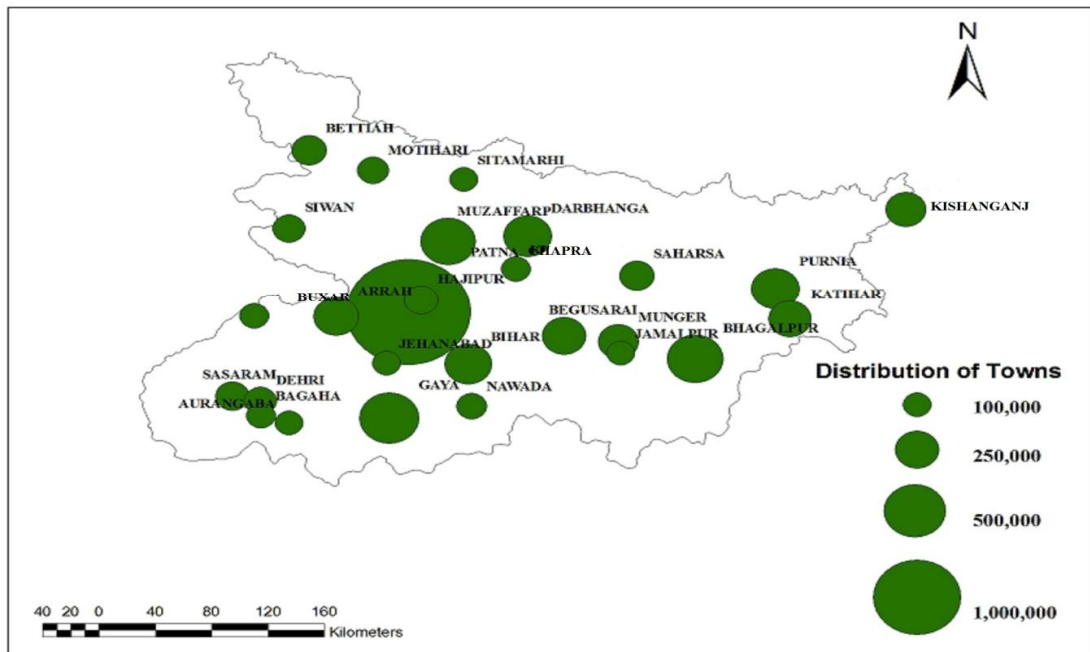 N
BETTIAH
MOTIHARI
SITAMARHI
KISHANGANJ
SIWAN
MUZAFFARP
DARBHANGA
PATNA
KHAPRA
SAHARSA
HAJIPUR
PURNIA
ARRAH
BUXAR
KATIHAR
BEGUSARAI
MUNGER
BIHAR
JAMALPUR
BHAGALPUR
JEHANABAD
SASARAM
DEHRI
GAYA
NAWADA
BAGAHA
AURANGABA
Distribution of Towns
100,000
250,000
500,000
1,000,000
40 20 0 40 80 120 160
Kilometers